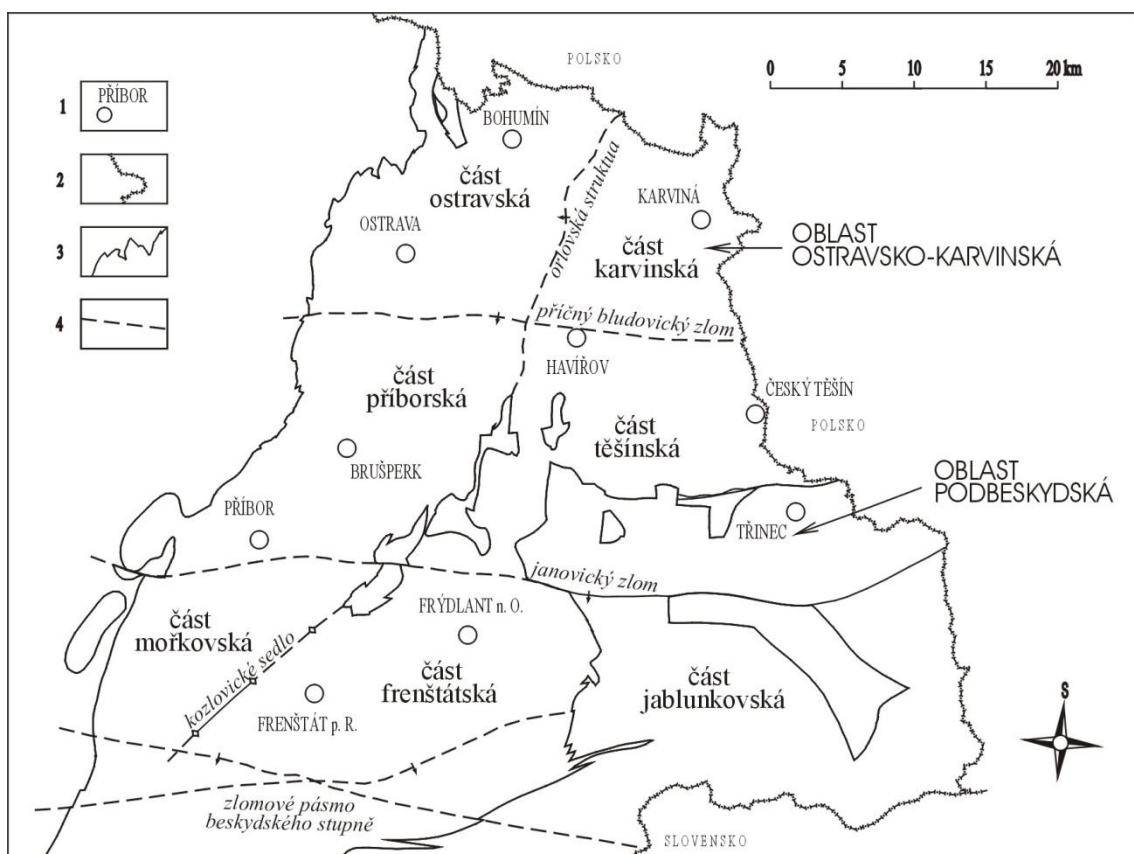 1
PŘÍBOR
2
3
4
POLSKO
0 5 10 15 20 km
BOHUMÍN
část
ostravská
OSTRAVA
orlovská struktua
KARVINÁ
část
karvinská
OBLAST
OSTRAVSKO-KARVINSKÁ
příčný bludovický zlom
HAVÍŘOV
část
příborská
ČESKÝ TĚŠÍN
POLSKO
část
těšínská
BRUŠPERK
OBLAST
PODBESKYDSKÁ
PŘÍBOR
TŘINEC
janovický zlom
FRÝDLANT n. O.
část
mořkovská
kozlovické sedlo
část
frenštátská
část
jablunkovská
FRENŠTÁT p. R.
S
zlomové pásmo
beskydského stupně
SLOVENSKO